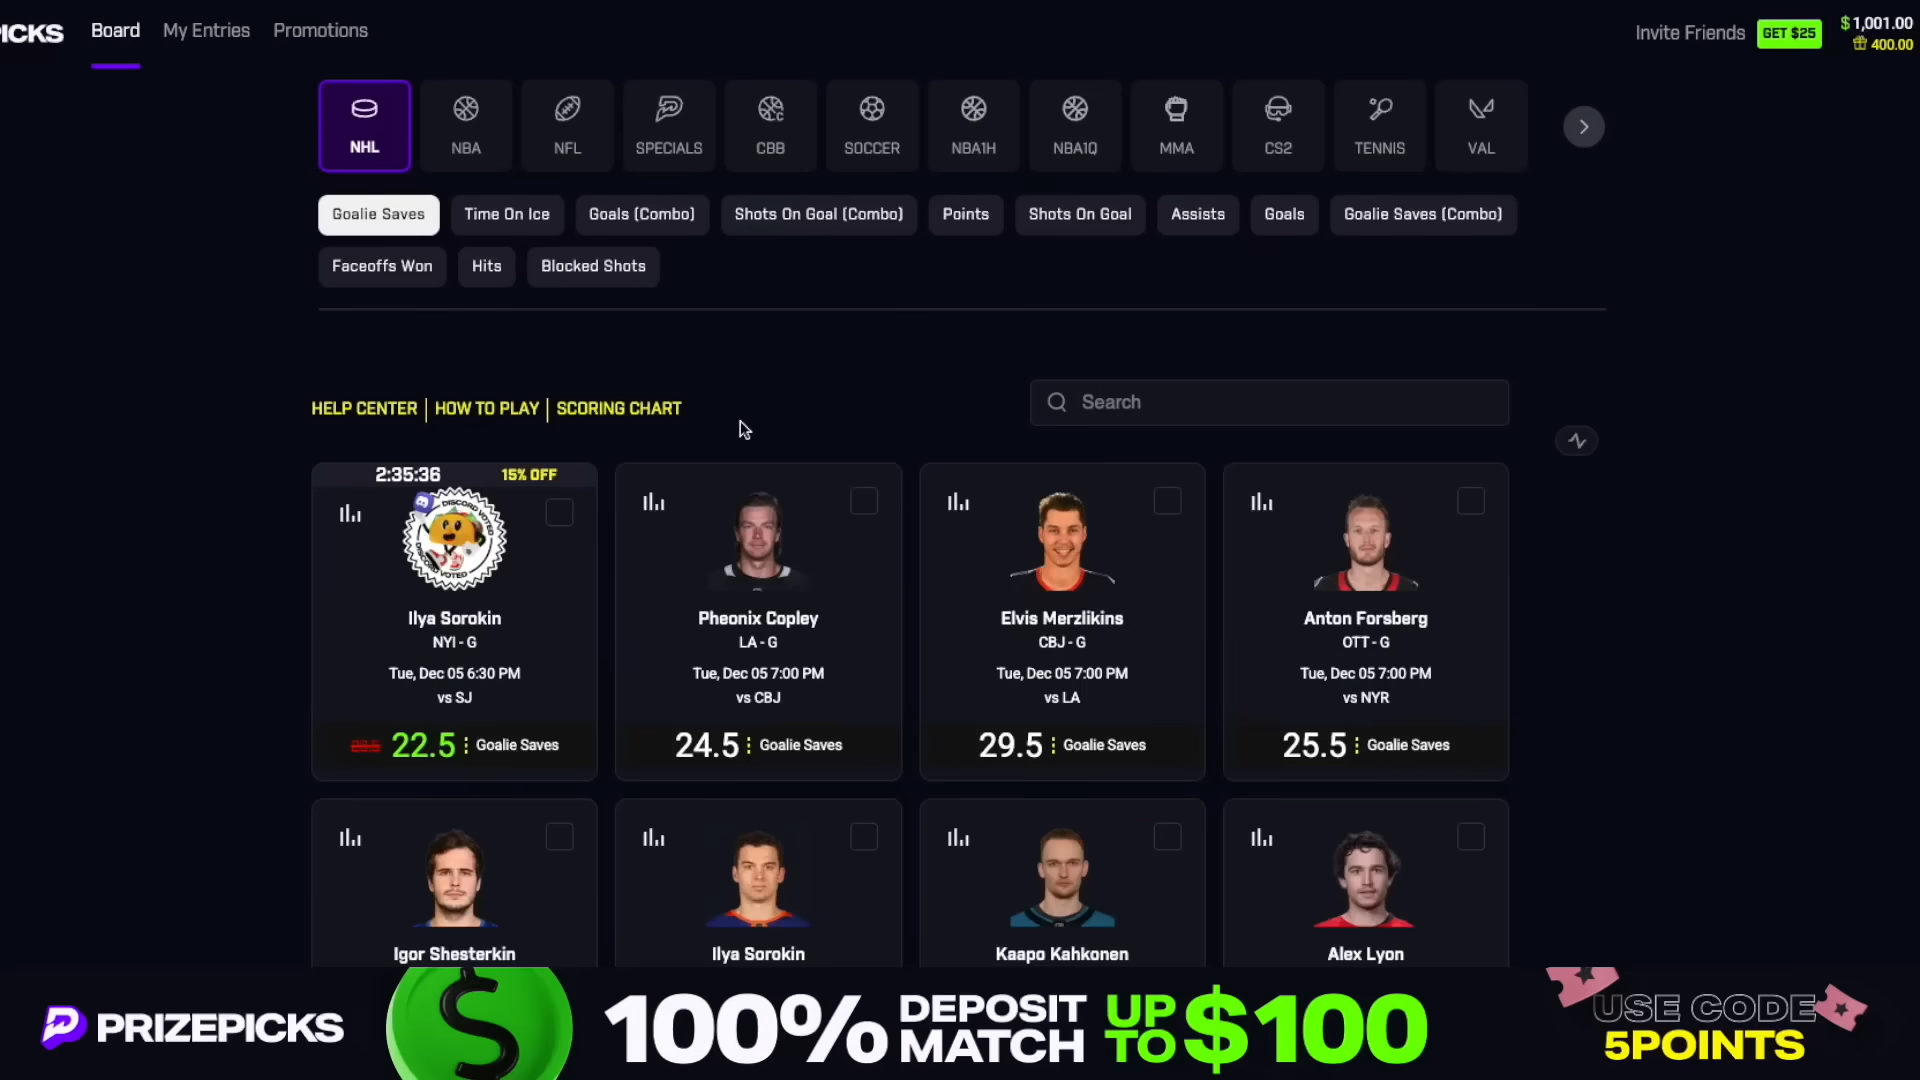 ICKS
Board
My Entries
Promotions
Invite Friends
GET $25
$1,001.00
400.00
NHL
NBA
NFL
SPECIALS
CBB
SOCCER
NBA1H
NBA1Q
MMA
CS2
TENNIS
VAL
Goalie Saves
Time On Ice
Goals (Combo)
Shots On Goal (Combo)
Points
Shots On Goal
Assists
Goals
Goalie Saves (Combo)
Faceoffs Won
Hits
Blocked Shots
HELP CENTER | HOW TO PLAY | SCORING CHART
Search
2:35:36
15% OFF
DISCORD VOTED
DISCORD VOTED
Ilya Sorokin
NYI - G
Tue, Dec 05 6:30 PM
vs SJ
22.5
Goalie Saves
Pheonix Copley
LA - G
Tue, Dec 05 7:00 PM
vs CBJ
24.5
Goalie Saves
Elvis Merzlikins
CBJ - G
Tue, Dec 05 7:00 PM
vs LA
29.5
Goalie Saves
Anton Forsberg
OTT - G
Tue, Dec 05 7:00 PM
vs NYR
25.5
Goalie Saves
Igor Shesterkin
Ilya Sorokin
Kaapo Kahkonen
Alex Lyon
PRIZEPICKS
$
100% DEPOSIT MATCH UP TO $100
USE CODE
5POINTS